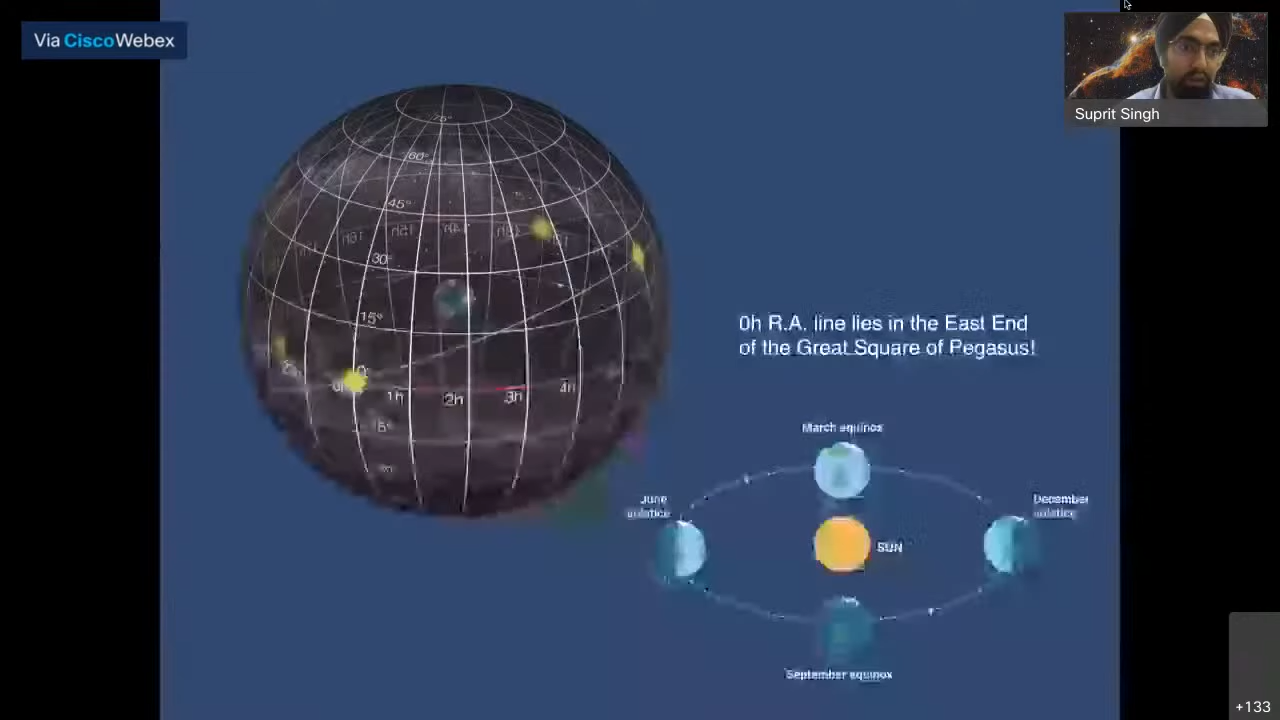 Via CiscoWebex
Suprit Singh
75°
60°
45°
30°
15°
0h R.A. line lies in the East End
of the Great Square of Pegasus!
1h
2h
3h
4h
March equinox
June
solstice
December
solstice
SUN
September equinox
+133